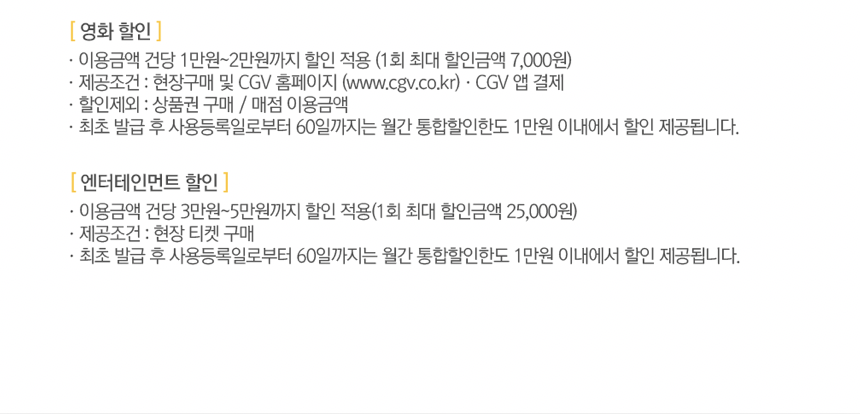 [ 영화 할인 ]
· 이용금액 건당 1만원~2만원까지 할인 적용 (1회 최대 할인금액 7,000원)
· 제공조건 : 현장구매 및 CGV 홈페이지 (www.cgv.co.kr) · CGV 앱 결제
· 할인제외 : 상품권 구매 / 매점 이용금액
· 최초 발급 후 사용등록일로부터 60일까지는 월간 통합할인한도 1만원 이내에서 할인 제공됩니다.
[ 엔터테인먼트 할인 ]
· 이용금액 건당 3만원~5만원까지 할인 적용(1회 최대 할인금액 25,000원)
· 제공조건 : 현장 티켓 구매
· 최초 발급 후 사용등록일로부터 60일까지는 월간 통합할인한도 1만원 이내에서 할인 제공됩니다.